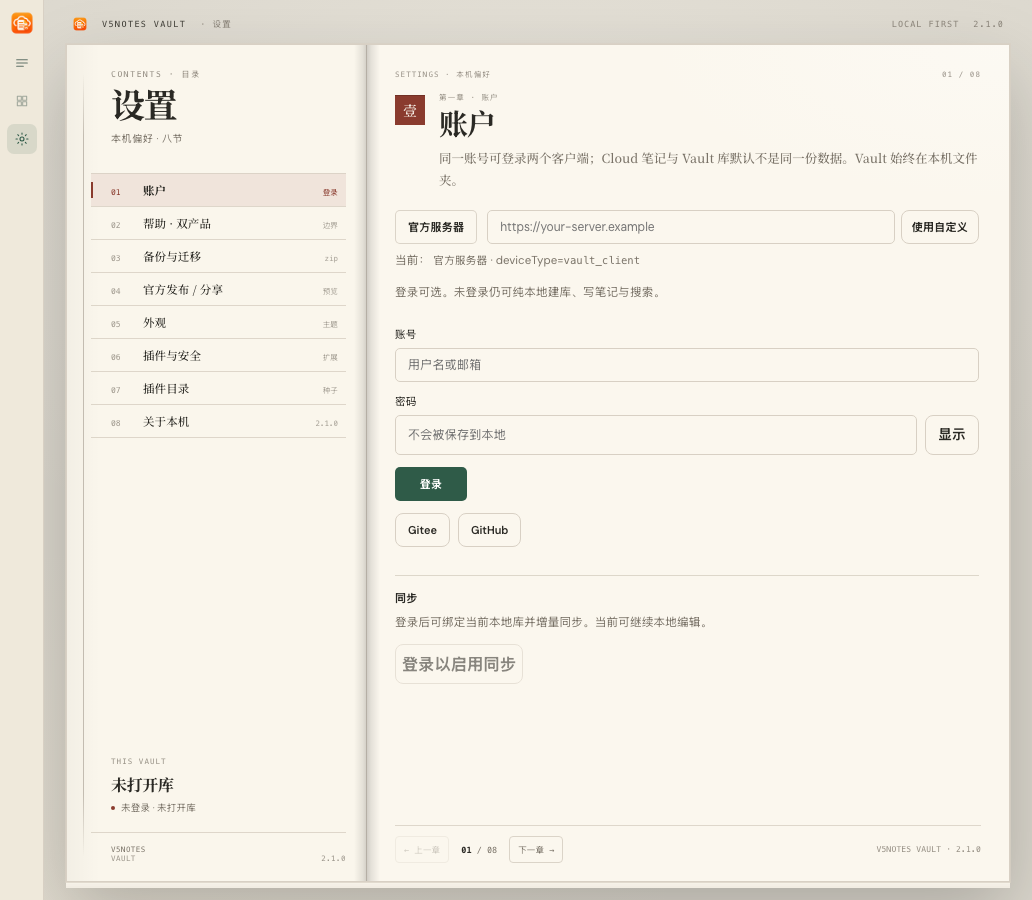 V5NOTES VAULT · 设置
LOCAL FIRST 2.1.0
CONTENTS · 目录
设置
本机偏好 · 八节
01 账户 登录
02 帮助 · 双产品 边界
03 备份与迁移 zip
04 官方发布 / 分享 预览
05 外观 主题
06 插件与安全 扩展
07 插件目录 种子
08 关于本机 2.1.0
THIS VAULT
未打开库
未登录 · 未打开库
V5NOTES
VAULT
2.1.0
SETTINGS · 本机偏好
01 / 08
壹
第一章 · 账户
账户
同一账号可登录两个客户端；Cloud 笔记与 Vault 库默认不是同一份数据。Vault 始终在本机文件
夹。
官方服务器 https://your-server.example 使用自定义
当前： 官方服务器 · deviceType=vault_client
登录可选。未登录仍可纯本地建库、写笔记与搜索。
账号
用户名或邮箱
密码
不会被保存到本地 显示
登录
Gitee GitHub
同步
登录后可绑定当前本地库并增量同步。当前可继续本地编辑。
登录以启用同步
← 上一章 01 / 08 下一章 →
V5NOTES VAULT · 2.1.0